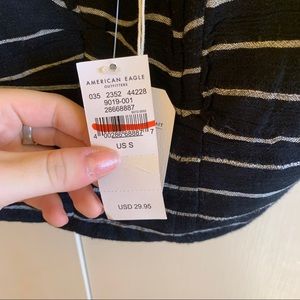 AMERICAN EAGLE
OUTFITTERS
035 2352 44228
9019-001
28668887
US S
USD 29.95